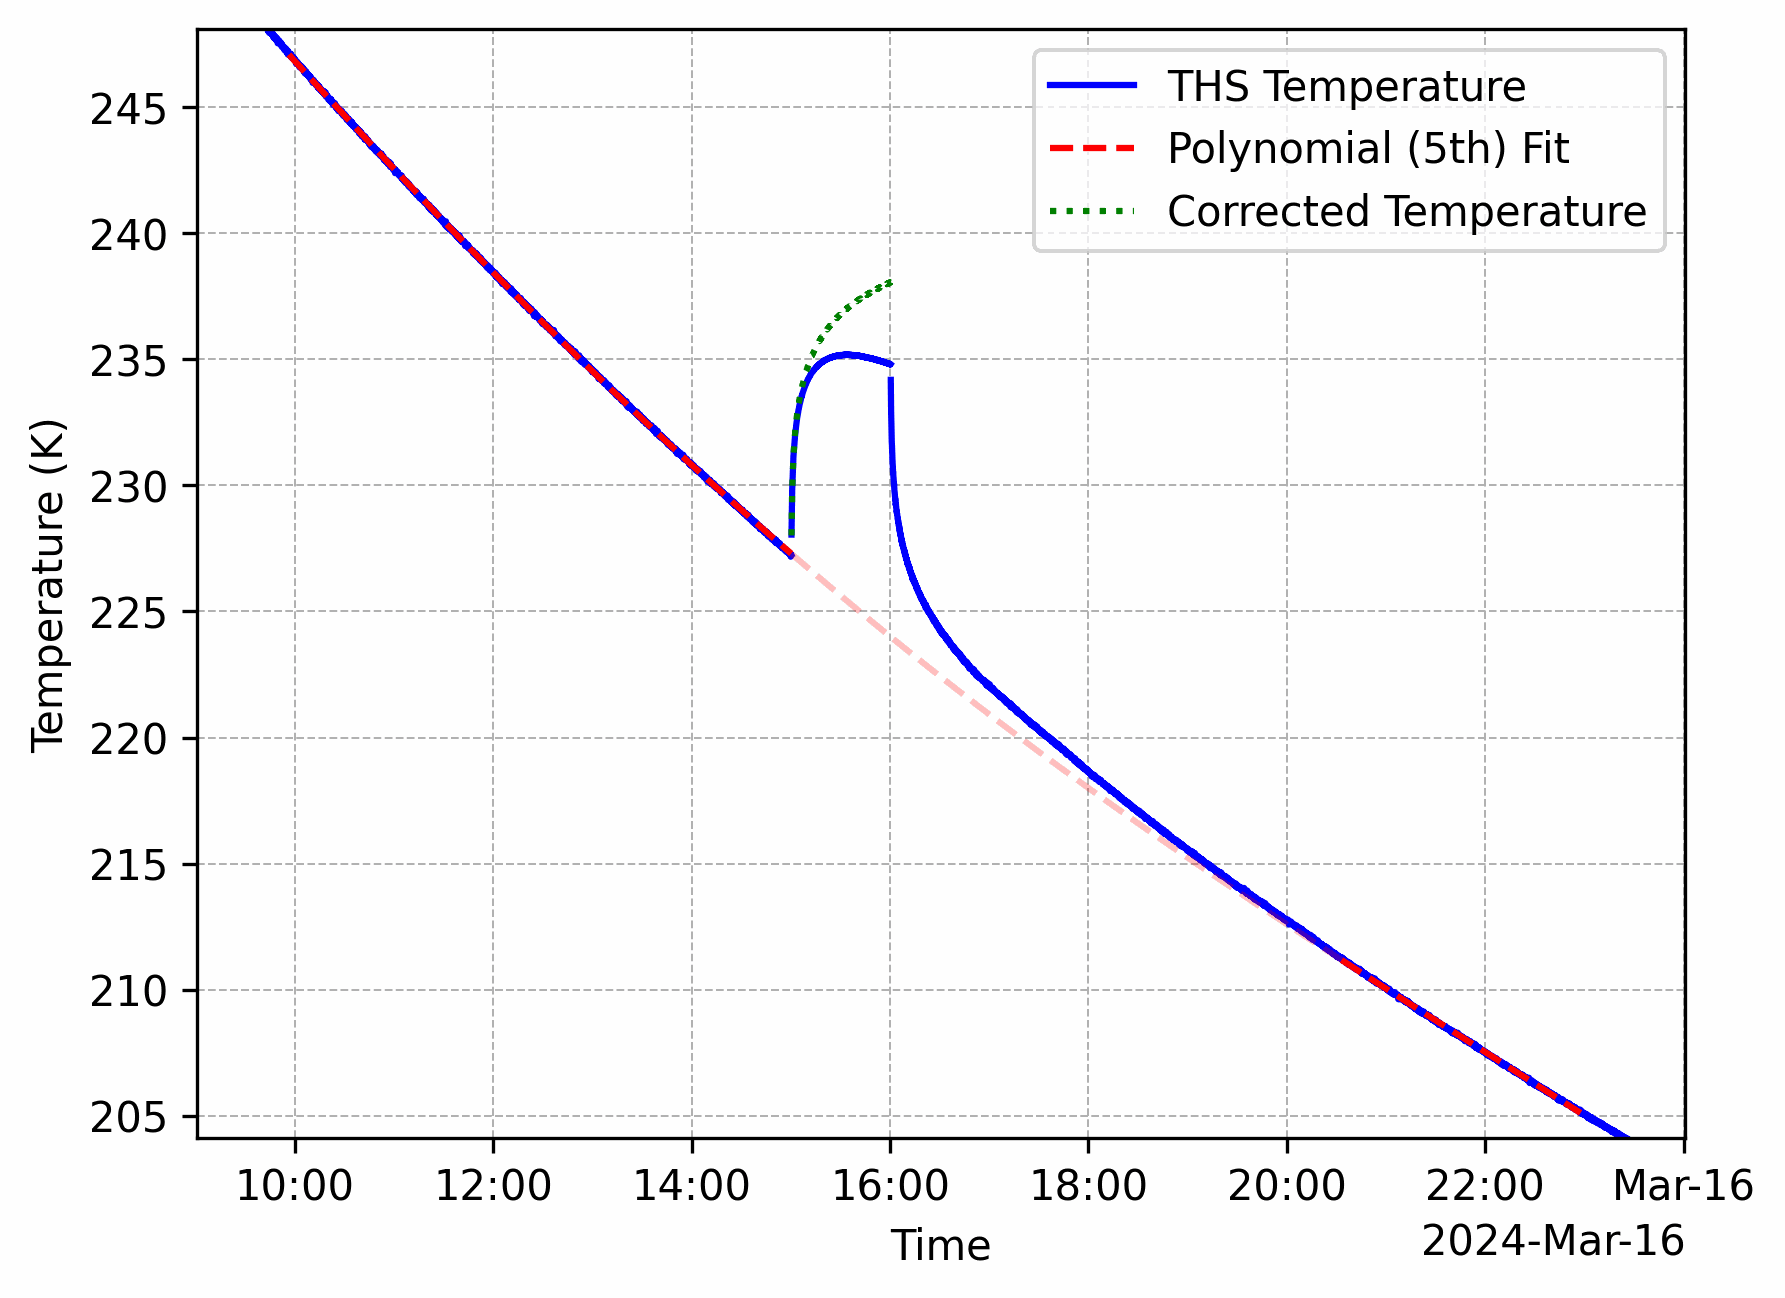 THS Temperature
Polynomial (5th) Fit
Corrected Temperature
Temperature (K)
245
240
235
230
225
220
215
210
205
10:00 12:00 14:00 16:00 18:00 20:00 22:00 Mar-16
Time
2024-Mar-16